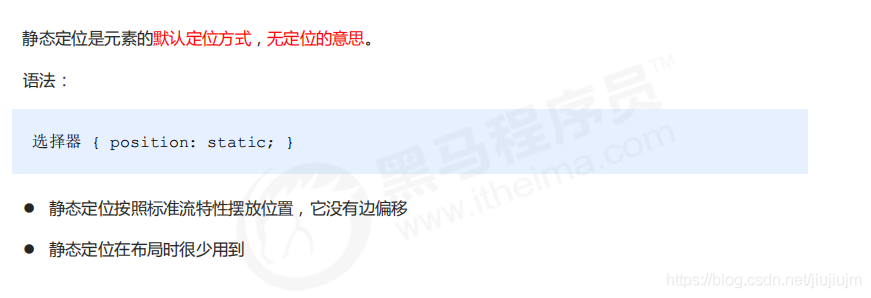 静态定位是元素的默认定位方式，无定位的意思。
语法：
选择器 { position: static; }
● 静态定位按照标准流特性摆放位置，它没有边偏移
● 静态定位在布局时很少用到
黑马程序员™
www.itheima.com
https://blog.csdn.net/jiujiujm